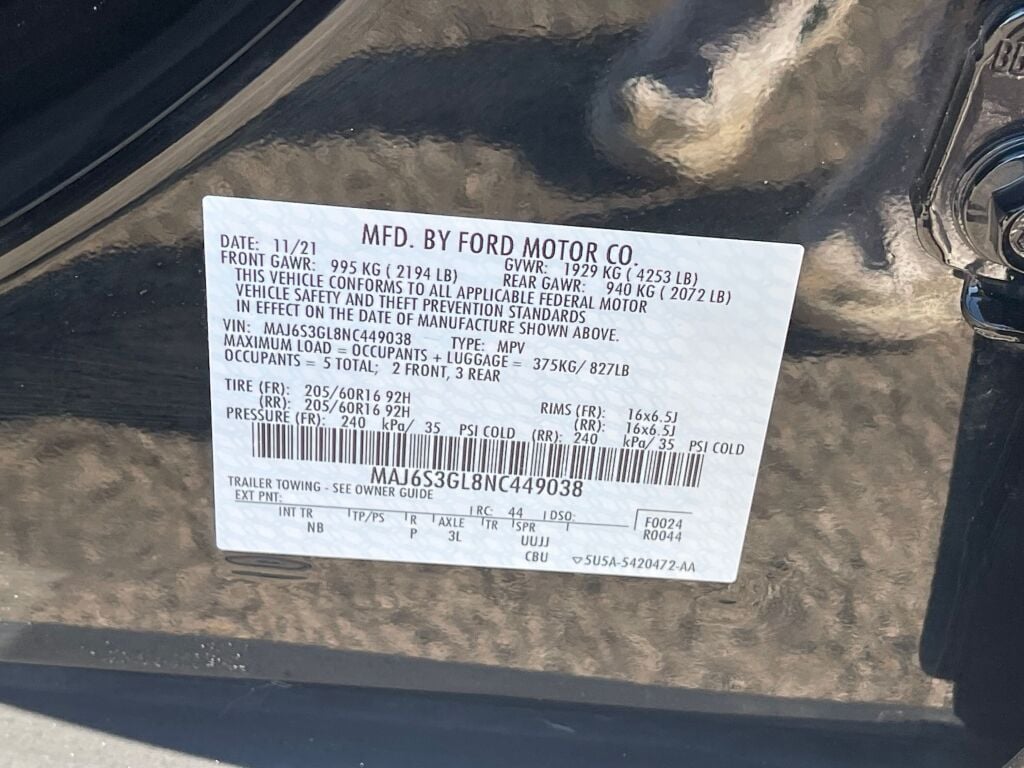 MFD. BY FORD MOTOR CO.
DATE: 11/21 GVWR: 1929 KG ( 4253 LB)
FRONT GAWR: 995 KG ( 2194 LB) REAR GAWR: 940 KG ( 2072 LB)
THIS VEHICLE CONFORMS TO ALL APPLICABLE FEDERAL MOTOR
VEHICLE SAFETY AND THEFT PREVENTION STANDARDS
IN EFFECT ON THE DATE OF MANUFACTURE SHOWN ABOVE.
VIN: MAJ6S3GL8NC449038 TYPE: MPV
MAXIMUM LOAD = OCCUPANTS + LUGGAGE = 375KG/ 827LB
OCCUPANTS = 5 TOTAL; 2 FRONT, 3 REAR
TIRE (FR): 205/60R16 92H RIMS (FR): 16x6.5J
(RR): 205/60R16 92H (RR): 16x6.5J
PRESSURE (FR): 240 kPa/ 35 PSI COLD (RR): 240 kPa/ 35 PSI COLD
MAJ6S3GL8NC449038
TRAILER TOWING - SEE OWNER GUIDE
EXT PNT: RC: 44 DSO:
INT TR TP/PS R AXLE TR SPR F0024
NB P 3L UUJJ R0044
CBU 5U5A-5420472-AA